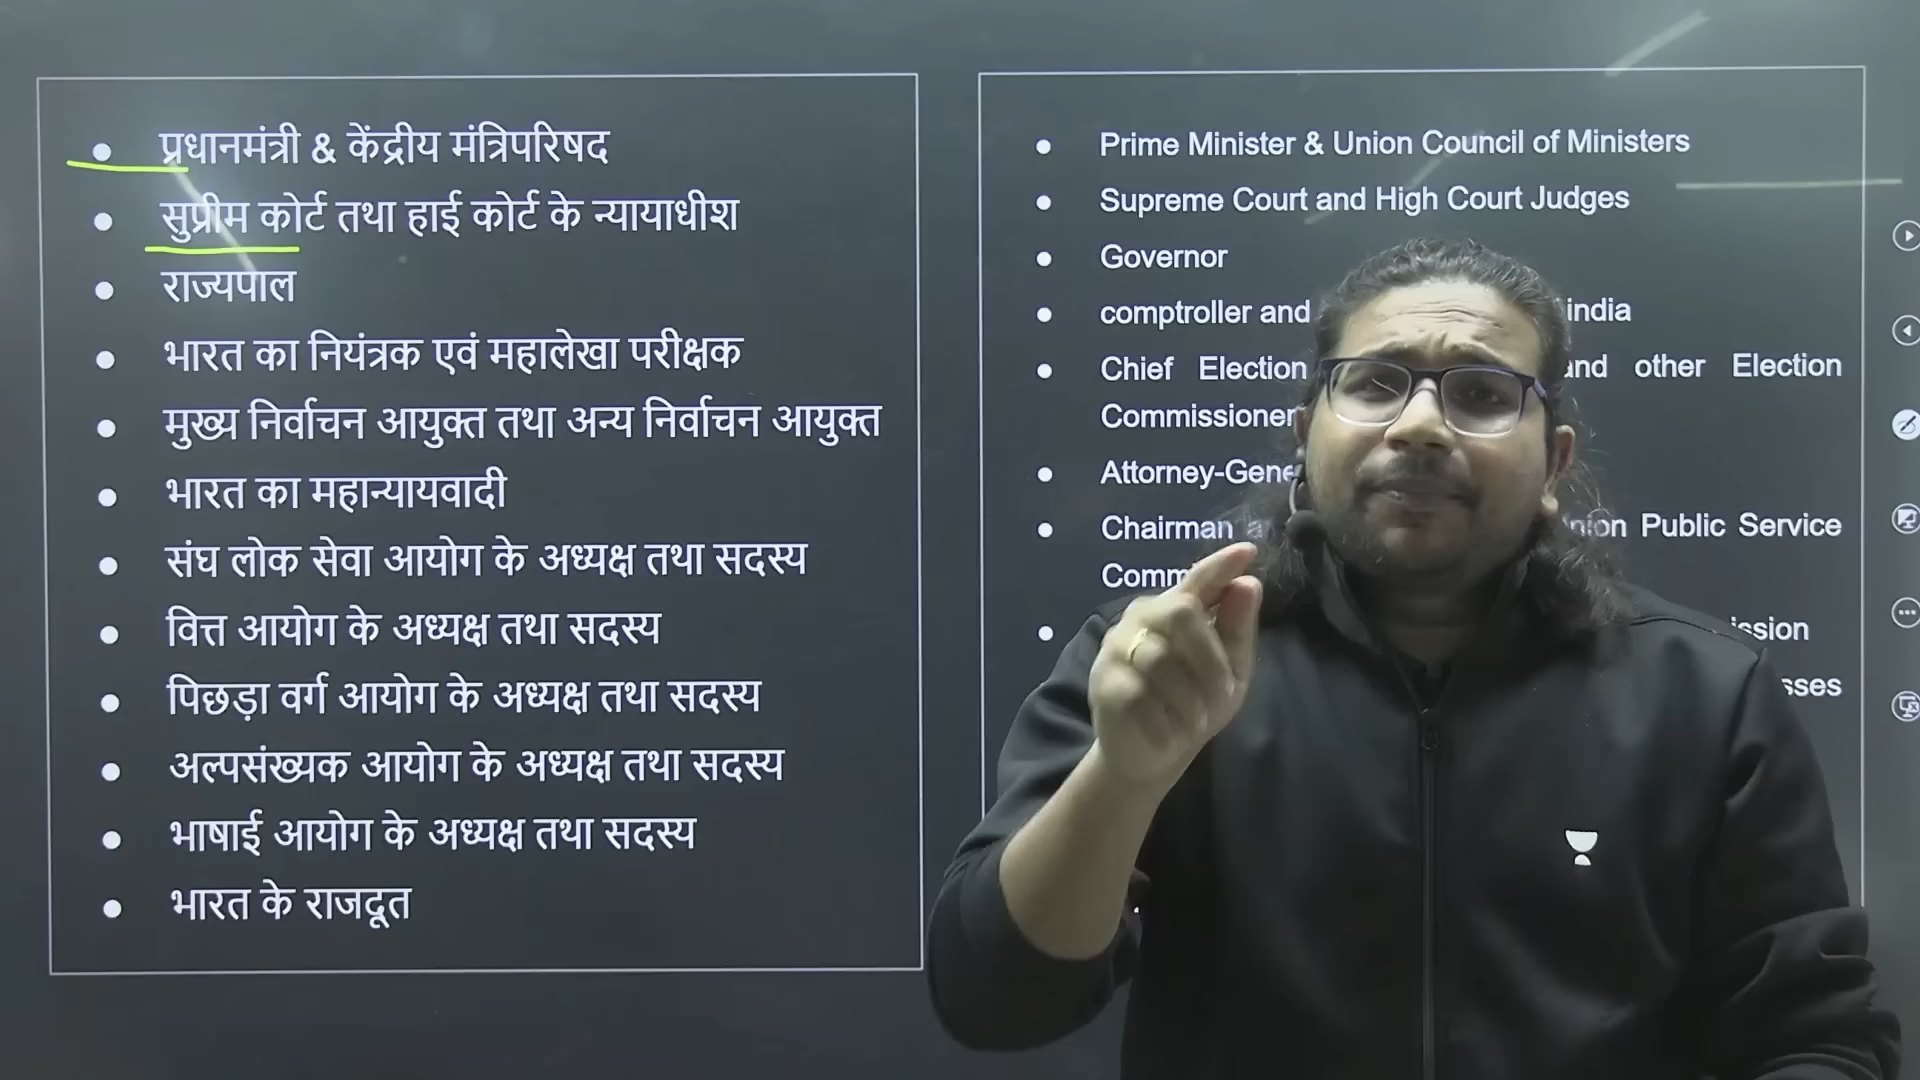 प्रधानमंत्री & केंद्रीय मंत्रिपरिषद
सुप्रीम कोर्ट तथा हाई कोर्ट के न्यायाधीश
राज्यपाल
भारत का नियंत्रक एवं महालेखा परीक्षक
मुख्य निर्वाचन आयुक्त तथा अन्य निर्वाचन आयुक्त
भारत का महान्यायवादी
संघ लोक सेवा आयोग के अध्यक्ष तथा सदस्य
वित्त आयोग के अध्यक्ष तथा सदस्य
पिछड़ा वर्ग आयोग के अध्यक्ष तथा सदस्य
अल्पसंख्यक आयोग के अध्यक्ष तथा सदस्य
भाषाई आयोग के अध्यक्ष तथा सदस्य
भारत के राजदूत
Prime Minister & Union Council of Ministers
Supreme Court and High Court Judges
Governor
comptroller and india
Chief Election and other Election
Commissioner
Attorney-Gene
Chairman Public Service
Comm